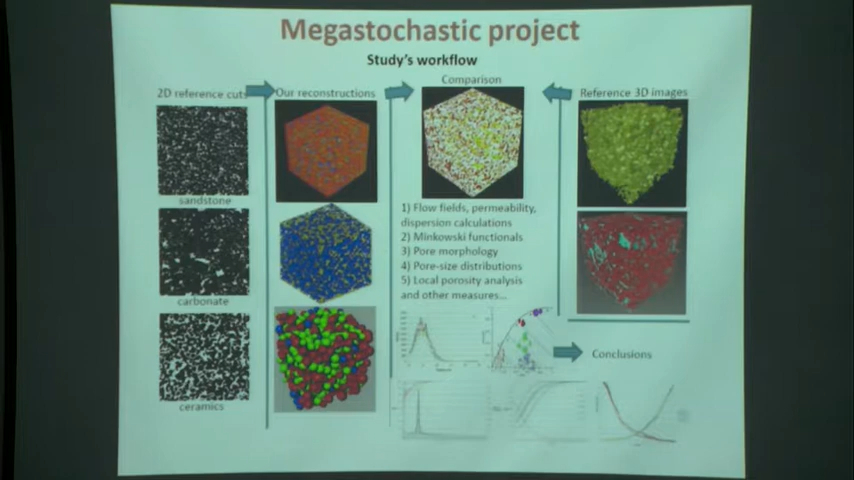 Megastochastic project
Study's workflow
2D reference cuts
Our reconstructions
Comparison
Reference 3D images
sandstone
carbonate
ceramics
1) Flow fields, permeability,
dispersion calculations
2) Minkowski functionals
3) Pore morphology
4) Pore-size distributions
5) Local porosity analysis
and other measures...
Conclusions